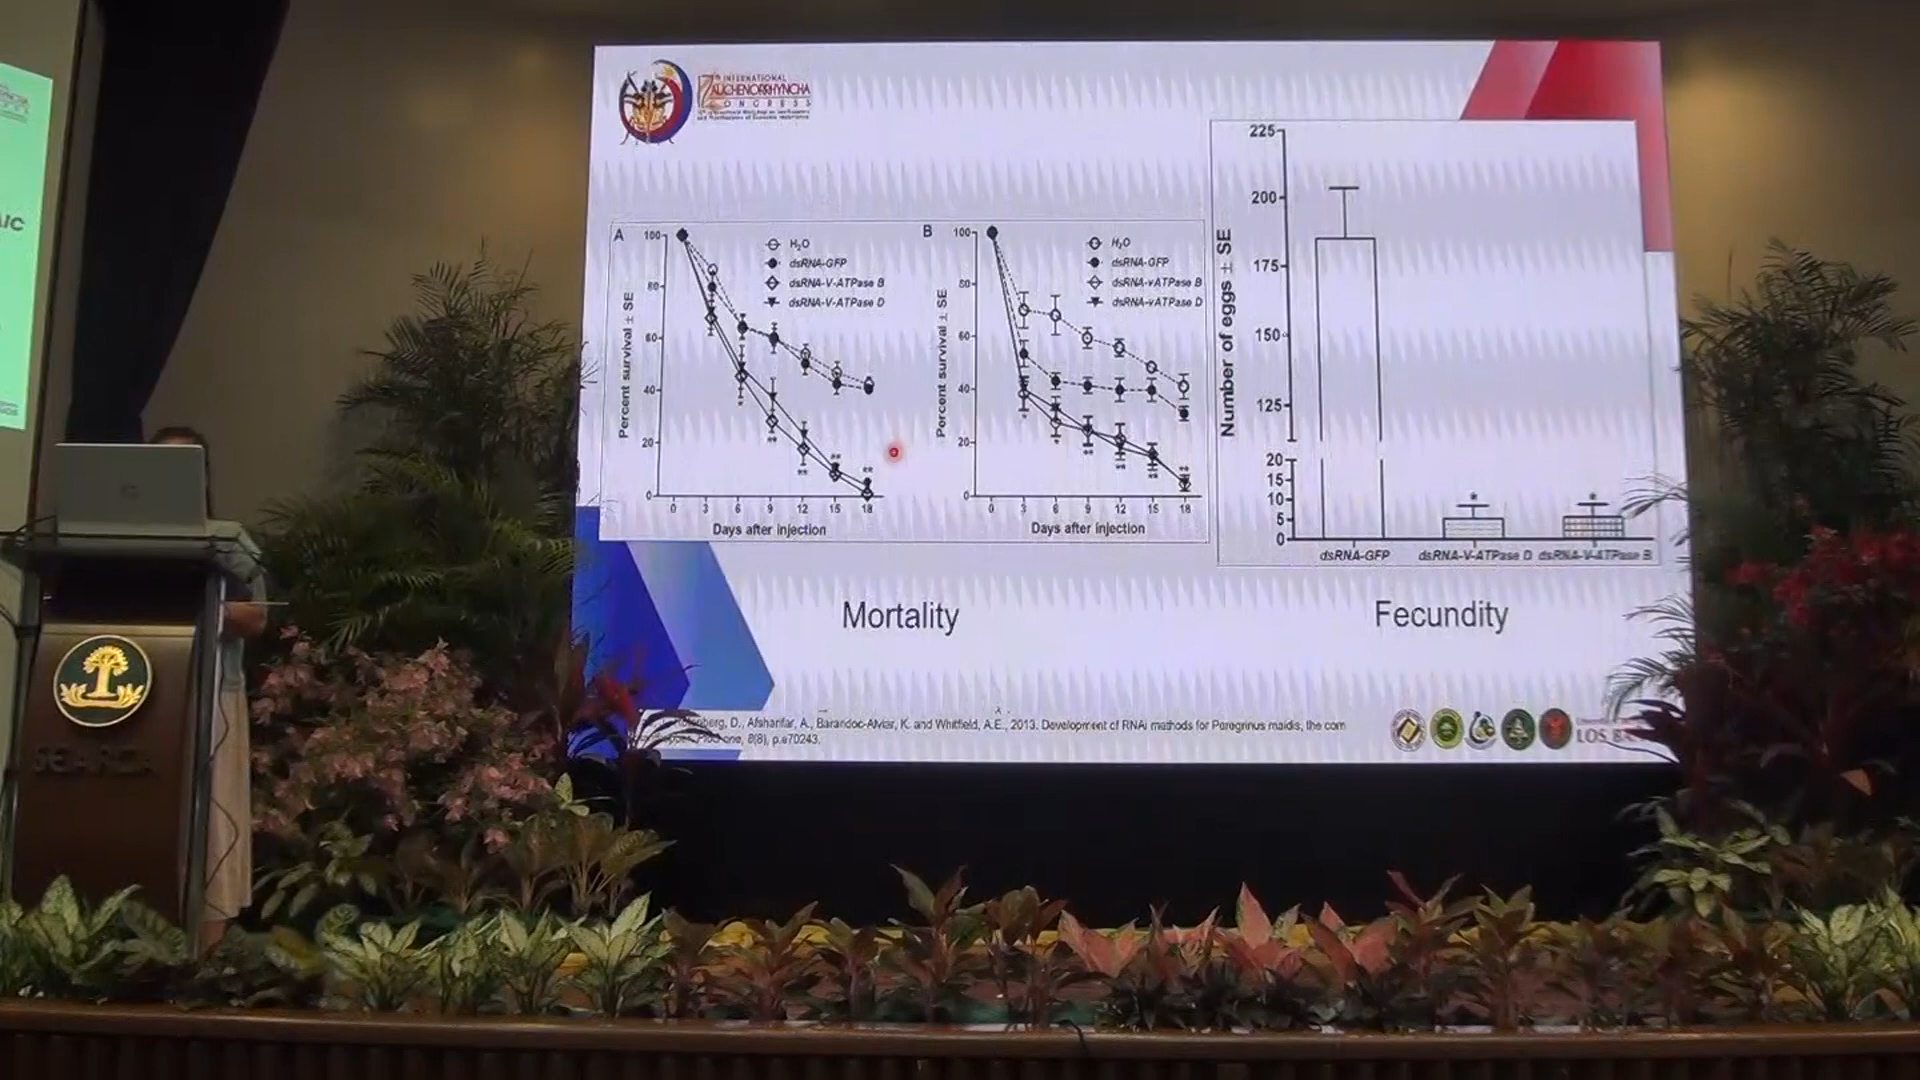 INTERNATIONAL
AUCHENORRHYNCHA
CONGRESS
A
100
80
60
40
20
0
Percent survival ± SE
H₂O
dsRNA-GFP
dsRNA-V-ATPase B
dsRNA-V-ATPase D
*
**
**
**
**
0 3 6 9 12 15 18
Days after injection
B
100
80
60
40
20
0
Percent survival ± SE
H₂O
dsRNA-GFP
dsRNA-vATPase B
dsRNA-vATPase D
*
*
**
**
**
**
0 3 6 9 12 15 18
Days after injection
225
200
175
150
125
20
15
10
5
0
Number of eggs ± SE
* *
dsRNA-GFP dsRNA-V-ATPase D dsRNA-V-ATPase B
Mortality
Fecundity
D., Afsharifar, A., Barandoc-Alviar, K. and Whitfield, A.E., 2013. Development of RNAi methods for Peregrinus maidis, the corn
one, 8(8), p.e70243.
LOS
SEARCA